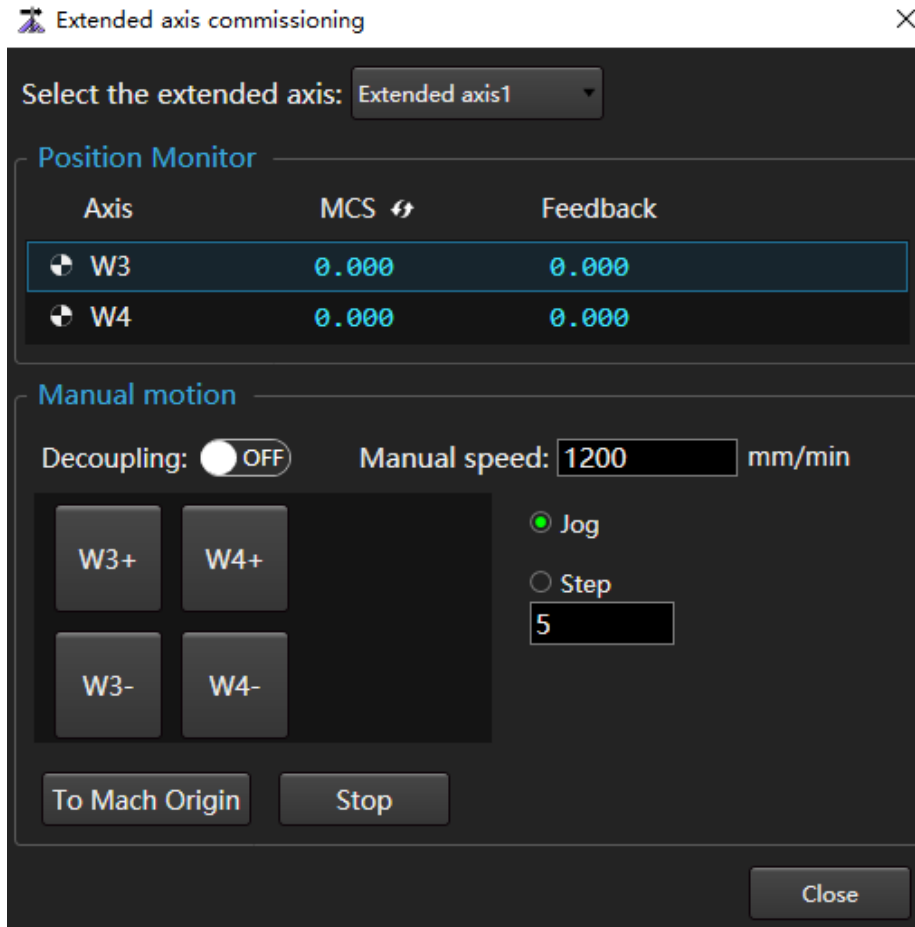 Extended axis commissioning
Select the extended axis: Extended axis1
Position Monitor
Axis MCS Feedback
W3 0.000 0.000
W4 0.000 0.000
Manual motion
Decoupling: OFF Manual speed: 1200 mm/min
W3+ W4+
Jog
Step
5
W3- W4-
To Mach Origin Stop
Close